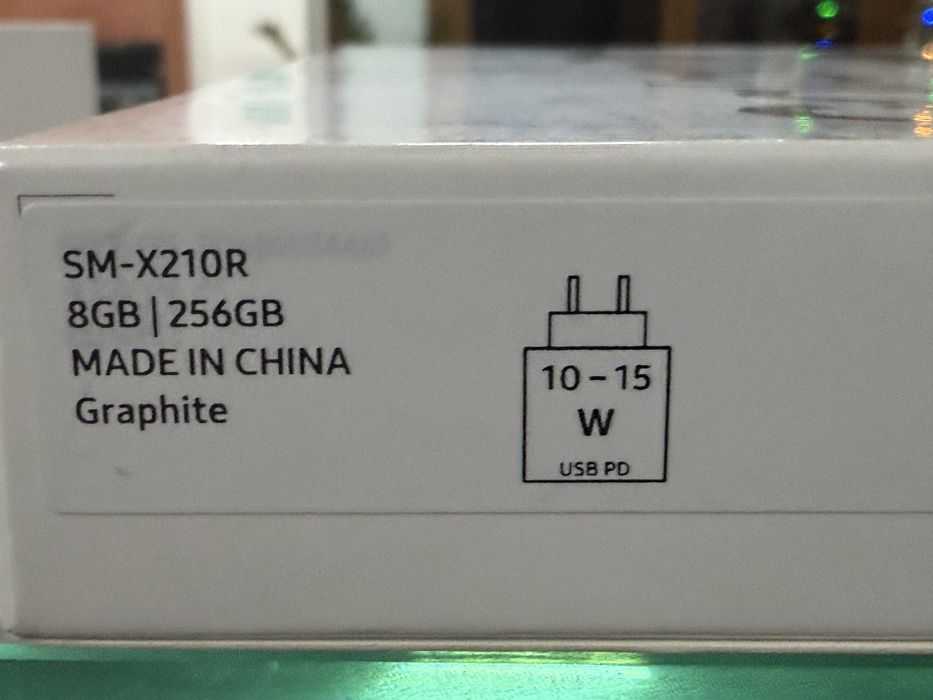 SM-X210R
8GB | 256GB
MADE IN CHINA
Graphite
10 – 15
W
USB PD